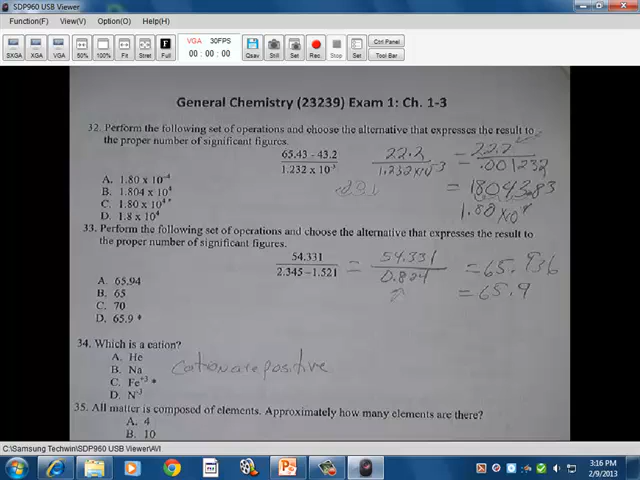 SDP960 USB Viewer
Function(F) View(V) Option(O) Help(H)
VGA 30FPS
00 : 00 : 00
SXGA XGA VGA 50% 100% Fit Stret Full Qsav Still Set Rec Stop Set Ctrl Panel Tool Bar
General Chemistry (23239) Exam 1: Ch. 1-3
32. Perform the following set of operations and choose the alternative that expresses the result to
the proper number of significant figures.
65.43 - 43.2
1.232 x 10⁻³
22.2
1.232x10⁻³
= 22.2
.001232
A. 1.80 x 10⁻⁴
B. 1.804 x 10⁴
C. 1.80 x 10⁴ *
D. 1.8 x 10⁴
33. Perform the following set of operations and choose the alternative that expresses the result to
the proper number of significant figures.
54.331
2.345 – 1.521
= 54.331
0.824
= 65.936
= 65.9
A. 65.94
B. 65
C. 70
D. 65.9 *
34. Which is a cation?
A. He
B. Na
C. Fe⁺³ *
D. N⁻³
cation are positive
35. All matter is composed of elements. Approximately how many elements are there?
A. 4
B. 10
C:\Samsung Techwin\SDP960 USB Viewer\AVI
3:16 PM
2/9/2013